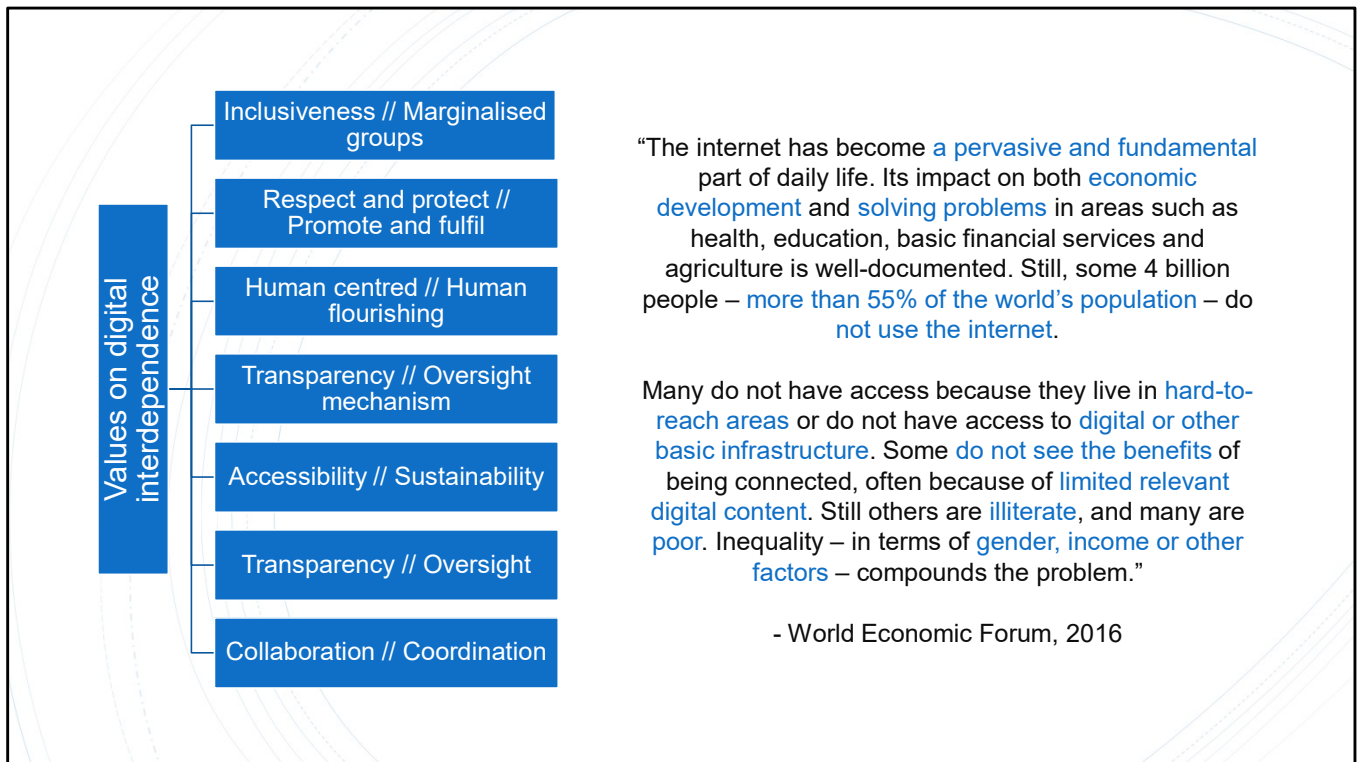 Values on digital
interdependence
Inclusiveness // Marginalised
groups
Respect and protect //
Promote and fulfil
Human centred // Human
flourishing
Transparency // Oversight
mechanism
Accessibility // Sustainability
Transparency // Oversight
Collaboration // Coordination
“The internet has become a pervasive and fundamental
part of daily life. Its impact on both economic
development and solving problems in areas such as
health, education, basic financial services and
agriculture is well-documented. Still, some 4 billion
people – more than 55% of the world’s population – do
not use the internet.
Many do not have access because they live in hard-to-
reach areas or do not have access to digital or other
basic infrastructure. Some do not see the benefits of
being connected, often because of limited relevant
digital content. Still others are illiterate, and many are
poor. Inequality – in terms of gender, income or other
factors – compounds the problem.”
- World Economic Forum, 2016